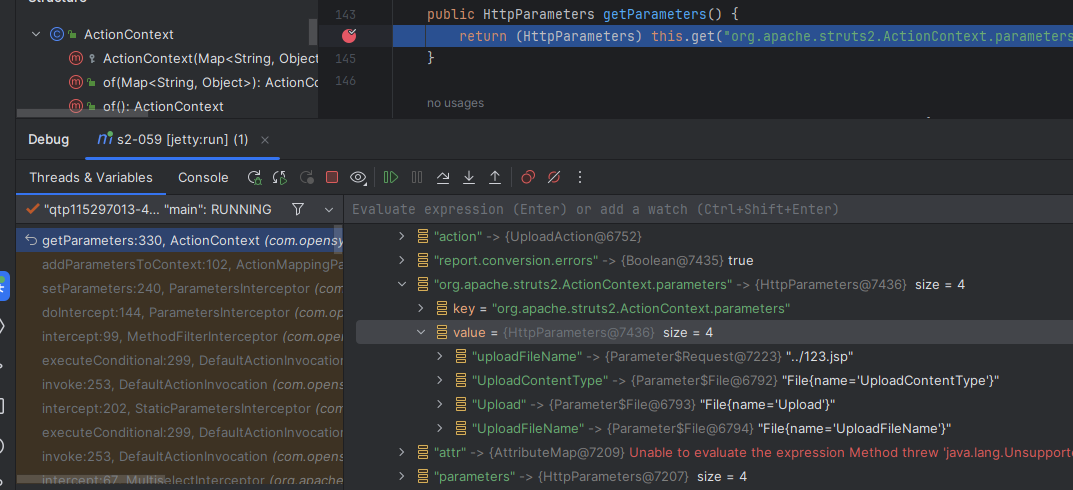 Structure
ActionContext
ActionContext(Map<String, Object
of(Map<String, Object>): ActionCo
of(): ActionContext
143 public HttpParameters getParameters() {
return (HttpParameters) this.get("org.apache.struts2.ActionContext.parameters
145 }
146
no usages
Debug
s2-059 [jetty:run] (1)
Threads & Variables Console
"qtp115297013-4... "main": RUNNING
Evaluate expression (Enter) or add a watch (Ctrl+Shift+Enter)
getParameters:330, ActionContext (com.opensy
addParametersToContext:102, ActionMappingPa
setParameters:240, ParametersInterceptor (com
doIntercept:144, ParametersInterceptor (com.op
intercept:99, MethodFilterInterceptor (com.open
executeConditional:299, DefaultActionInvocation
invoke:253, DefaultActionInvocation (com.opens
intercept:202, StaticParametersInterceptor (com
executeConditional:299, DefaultActionInvocation
invoke:253, DefaultActionInvocation (com.opens
intercept:67, MultiselectInterceptor (org.apache
"action" -> {UploadAction@6752}
"report.conversion.errors" -> {Boolean@7435} true
"org.apache.struts2.ActionContext.parameters" -> {HttpParameters@7436} size = 4
key = "org.apache.struts2.ActionContext.parameters"
value = {HttpParameters@7436} size = 4
"uploadFileName" -> {Parameter$Request@7223} "../123.jsp"
"UploadContentType" -> {Parameter$File@6792} "File{name='UploadContentType'}"
"Upload" -> {Parameter$File@6793} "File{name='Upload'}"
"UploadFileName" -> {Parameter$File@6794} "File{name='UploadFileName'}"
"attr" -> {AttributeMap@7209} Unable to evaluate the expression Method threw 'java.lang.Unsupporte
"parameters" -> {HttpParameters@7207} size = 4